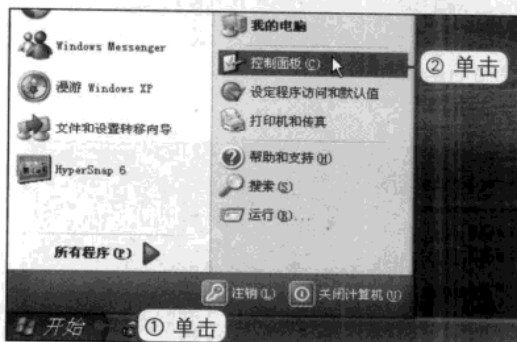 我的电脑
Windows Messenger
控制面板(C)
② 单击
漫游 Windows XP
设定程序访问和默认值
文件和设置转移向导
打印机和传真
帮助和支持(H)
HyperSnap 6
搜索(S)
运行(R)...
所有程序(P)
注销(L)
关闭计算机(U)
开始
① 单击